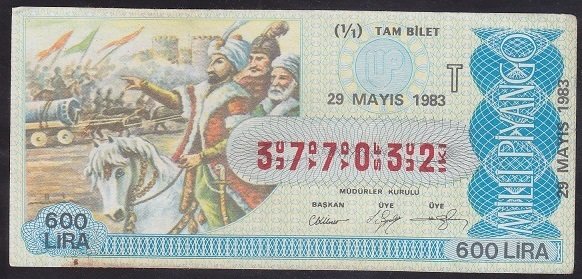 (1/1) TAM BİLET
MP
T
29 MAYIS 1983
3 7 7 0 3 2
MÜDÜRLER KURULU
BAŞKAN ÜYE ÜYE
600
LİRA
600 LİRA
MİLLİ PİYANGO
29 MAYIS 1983